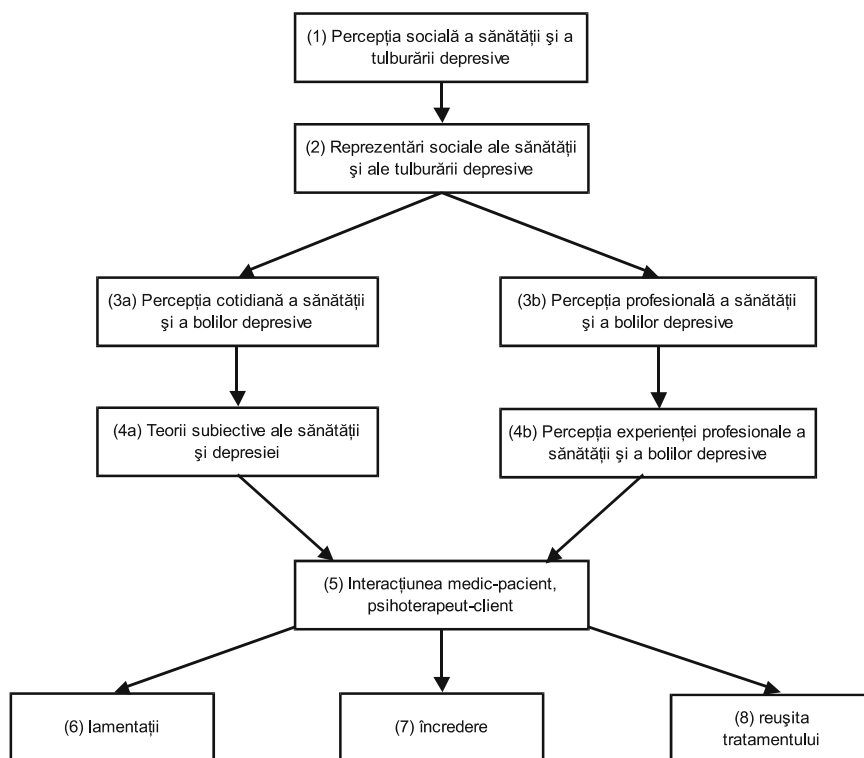 (1) Percepția socială a sănătății și a
tulburării depresive
(2) Reprezentări sociale ale sănătății
și ale tulburării depresive
(3a) Percepția cotidiană a sănătății
și a bolilor depresive
(3b) Percepția profesională a sănătății
și a bolilor depresive
(4a) Teorii subiective ale sănătății
și depresiei
(4b) Percepția experienței profesionale a
sănătății și a bolilor depresive
(5) Interacțiunea medic-pacient,
psihoterapeut-client
(6) lamentații
(7) încredere
(8) reușita
tratamentului